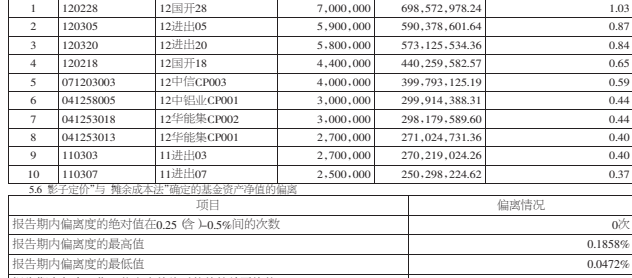 1 120228 12国开28 7,000,000 698,572,978.24 1.03
2 120305 12进出05 5,900,000 590,378,601.64 0.87
3 120320 12进出20 5,800,000 573,125,534.36 0.84
4 120218 12国开18 4,400,000 440,259,582.57 0.65
5 071203003 12中信CP003 4,000,000 399,793,125.19 0.59
6 041258005 12中铝业CP001 3,000,000 299,914,388.31 0.44
7 041253018 12华能集CP002 3,000,000 298,179,589.60 0.44
8 041253013 12华能集CP001 2,700,000 271,024,731.36 0.40
9 110303 11进出03 2,700,000 270,219,024.26 0.40
10 110307 11进出07 2,500,000 250,298,224.62 0.37
5.6 “影子定价”与“摊余成本法”确定的基金资产净值的偏离
项目 偏离情况
报告期内偏离度的绝对值在0.25 (含)-0.5%间的次数 0次
报告期内偏离度的最高值 0.1858%
报告期内偏离度的最低值 0.0472%